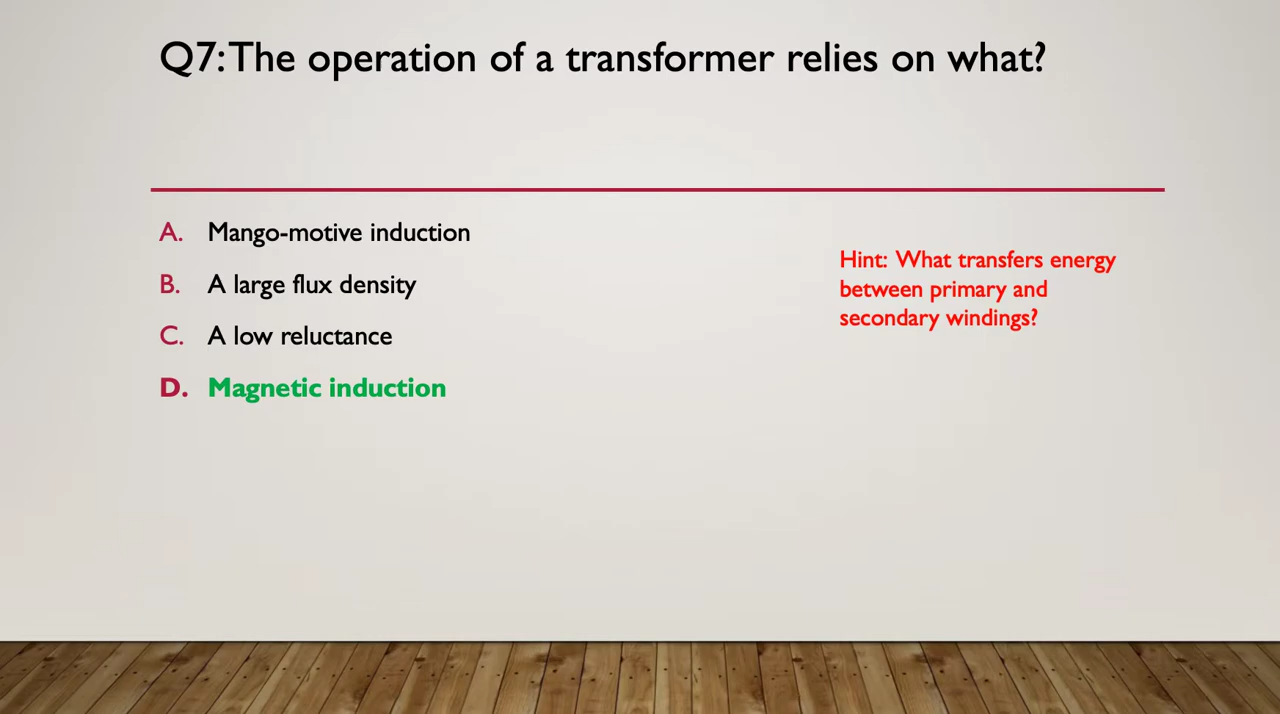 Q7: The operation of a transformer relies on what?
A. Mango-motive induction
B. A large flux density
C. A low reluctance
D. Magnetic induction
Hint: What transfers energy
between primary and
secondary windings?